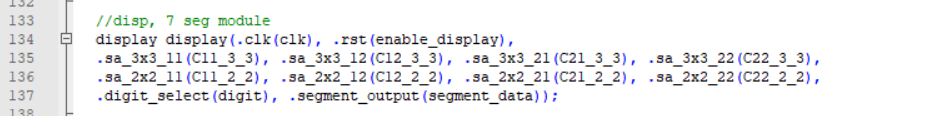 132
133 //disp, 7 seg module
134 display display(.clk(clk), .rst(enable_display),
135 .sa_3x3_11(C11_3_3), .sa_3x3_12(C12_3_3), .sa_3x3_21(C21_3_3), .sa_3x3_22(C22_3_3),
136 .sa_2x2_11(C11_2_2), .sa_2x2_12(C12_2_2), .sa_2x2_21(C21_2_2), .sa_2x2_22(C22_2_2),
137 .digit_select(digit), .segment_output(segment_data));
138